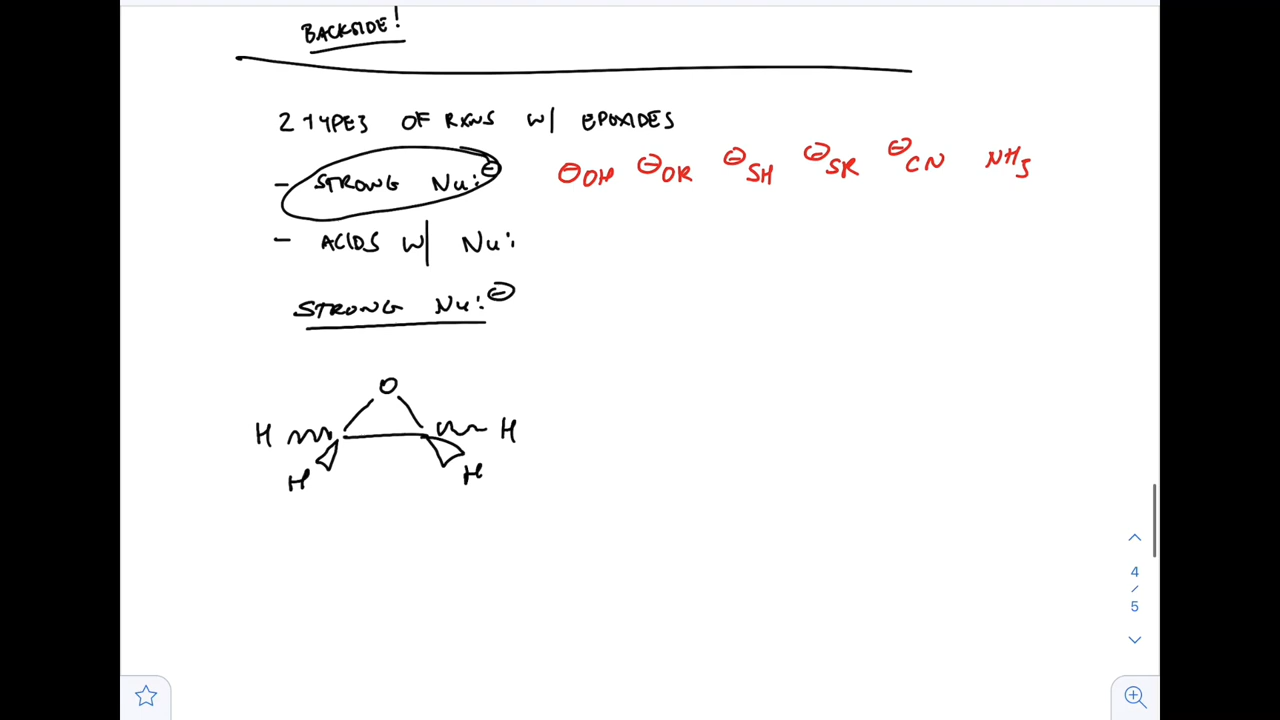 BACKSIDE!
2 TYPES OF RXNS W/ EPOXIDES
- STRONG Nu:⊖ ⊖OH ⊖OR ⊖SH ⊖SR ⊖CN NH3
- ACIDS W/ Nu:
STRONG Nu:⊖
O
H H
H H
4
/
5